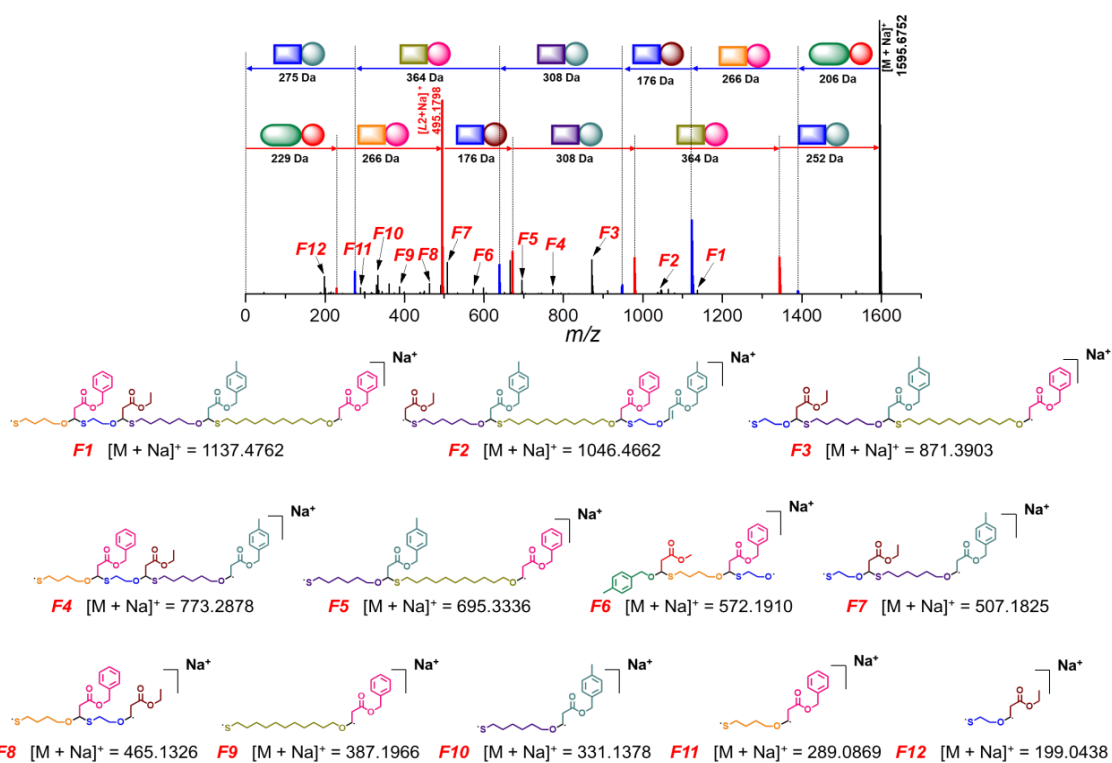 275 Da
364 Da
308 Da
176 Da
266 Da
206 Da
[M + Na]⁺
1595.6752
[L2+Na]⁺
495.1798
229 Da
266 Da
176 Da
308 Da
364 Da
252 Da
F12
F11
F10
F9
F8
F7
F6
F5
F4
F3
F2
F1
0 200 400 600 800 1000 1200 1400 1600
m/z
Na⁺
Na⁺
Na⁺
F1 [M + Na]⁺ = 1137.4762
F2 [M + Na]⁺ = 1046.4662
F3 [M + Na]⁺ = 871.3903
Na⁺
Na⁺
Na⁺
Na⁺
F4 [M + Na]⁺ = 773.2878
F5 [M + Na]⁺ = 695.3336
F6 [M + Na]⁺ = 572.1910
F7 [M + Na]⁺ = 507.1825
Na⁺
Na⁺
Na⁺
Na⁺
Na⁺
F8 [M + Na]⁺ = 465.1326
F9 [M + Na]⁺ = 387.1966
F10 [M + Na]⁺ = 331.1378
F11 [M + Na]⁺ = 289.0869
F12 [M + Na]⁺ = 199.0438